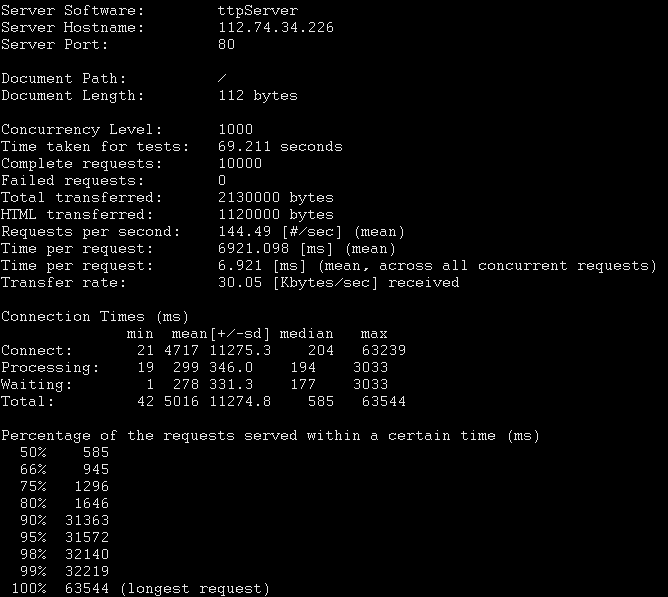 Server Software: ttpServer
Server Hostname: 112.74.34.226
Server Port: 80
Document Path: /
Document Length: 112 bytes
Concurrency Level: 1000
Time taken for tests: 69.211 seconds
Complete requests: 10000
Failed requests: 0
Total transferred: 2130000 bytes
HTML transferred: 1120000 bytes
Requests per second: 144.49 [#/sec] (mean)
Time per request: 6921.098 [ms] (mean)
Time per request: 6.921 [ms] (mean, across all concurrent requests)
Transfer rate: 30.05 [Kbytes/sec] received
Connection Times (ms)
min mean[+/-sd] median max
Connect: 21 4717 11275.3 204 63239
Processing: 19 299 346.0 194 3033
Waiting: 1 278 331.3 177 3033
Total: 42 5016 11274.8 585 63544
Percentage of the requests served within a certain time (ms)
50% 585
66% 945
75% 1296
80% 1646
90% 31363
95% 31572
98% 32140
99% 32219
100% 63544 (longest request)